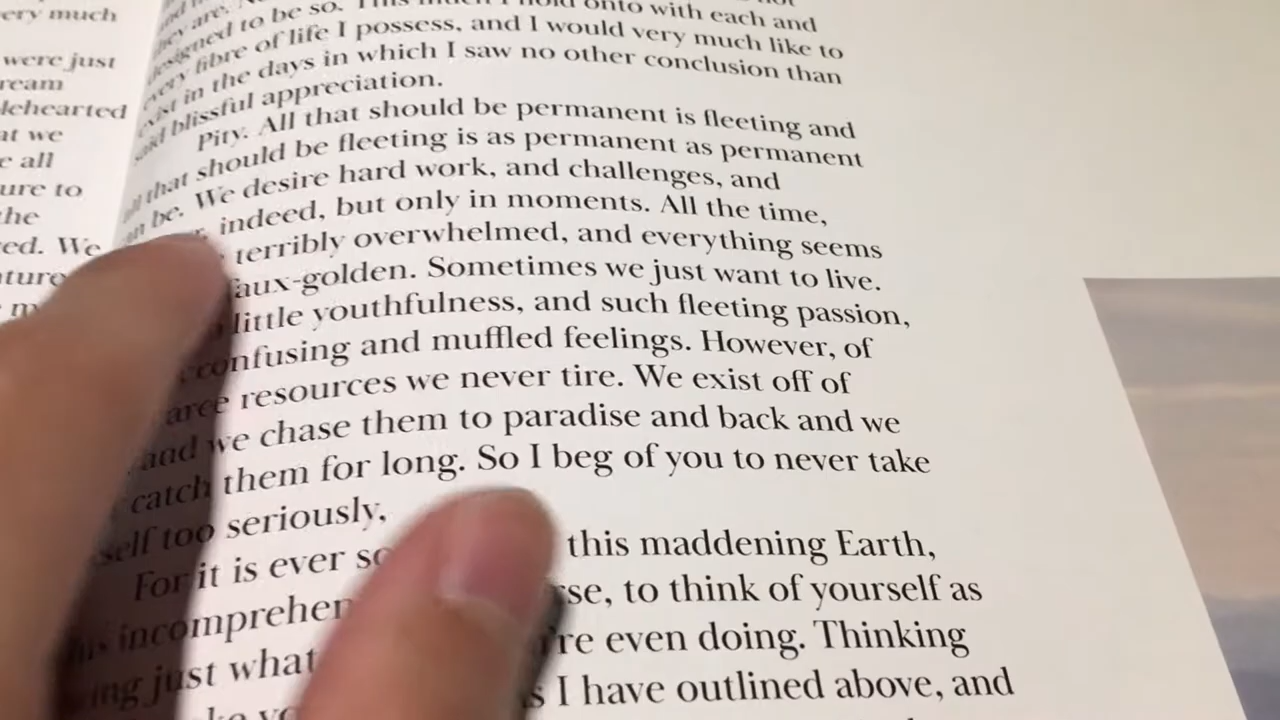 ery much
were just
ream
lehearted
at we
e all
ure to
the
ed. We
ature
they are.
designed to be so. This much I hold onto with each and
every fibre of life I possess, and I would very much like to
exist in the days in which I saw no other conclusion than
said blissful appreciation.
Pity. All that should be permanent is fleeting and
all that should be fleeting is as permanent as permanent
can be. We desire hard work, and challenges, and
indeed, but only in moments. All the time,
terribly overwhelmed, and everything seems
faux-golden. Sometimes we just want to live.
little youthfulness, and such fleeting passion,
confusing and muffled feelings. However, of
resources we never tire. We exist off of
and we chase them to paradise and back and we
catch them for long. So I beg of you to never take
self too seriously,
For it is ever so this maddening Earth,
incomprehen rse, to think of yourself as
ing just what 're even doing. Thinking
s I have outlined above, and